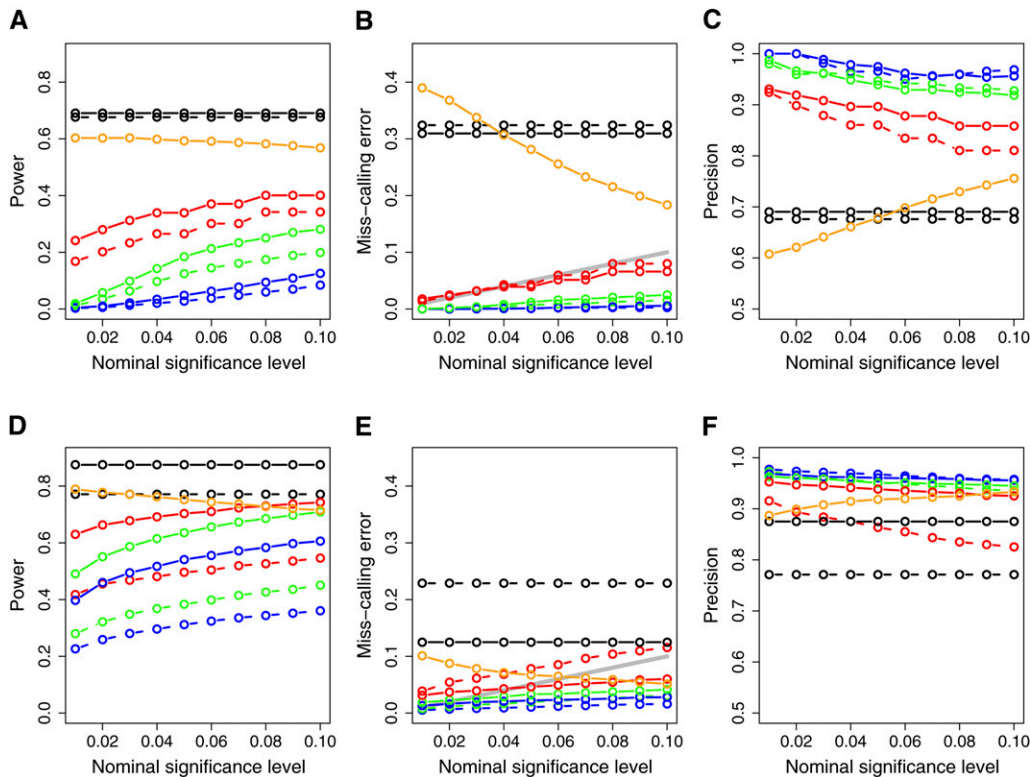 A
B
C
Power
0.0 0.2 0.4 0.6 0.8
0.02 0.04 0.06 0.08 0.10
Nominal significance level
Miss-calling error
0.0 0.1 0.2 0.3 0.4
0.02 0.04 0.06 0.08 0.10
Nominal significance level
Precision
0.5 0.6 0.7 0.8 0.9 1.0
0.02 0.04 0.06 0.08 0.10
Nominal significance level
D
E
F
Power
0.0 0.2 0.4 0.6 0.8
0.02 0.04 0.06 0.08 0.10
Nominal significance level
Miss-calling error
0.0 0.1 0.2 0.3 0.4
0.02 0.04 0.06 0.08 0.10
Nominal significance level
Precision
0.5 0.6 0.7 0.8 0.9 1.0
0.02 0.04 0.06 0.08 0.10
Nominal significance level